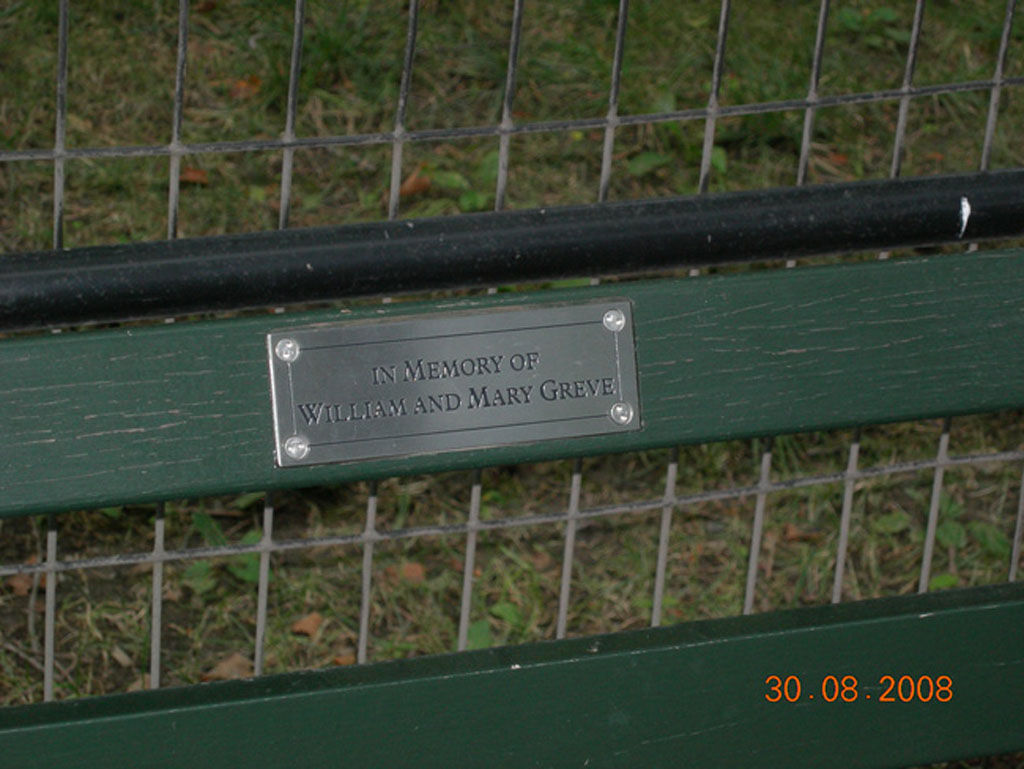 IN MEMORY OF
WILLIAM AND MARY GREVE
30.08.2008